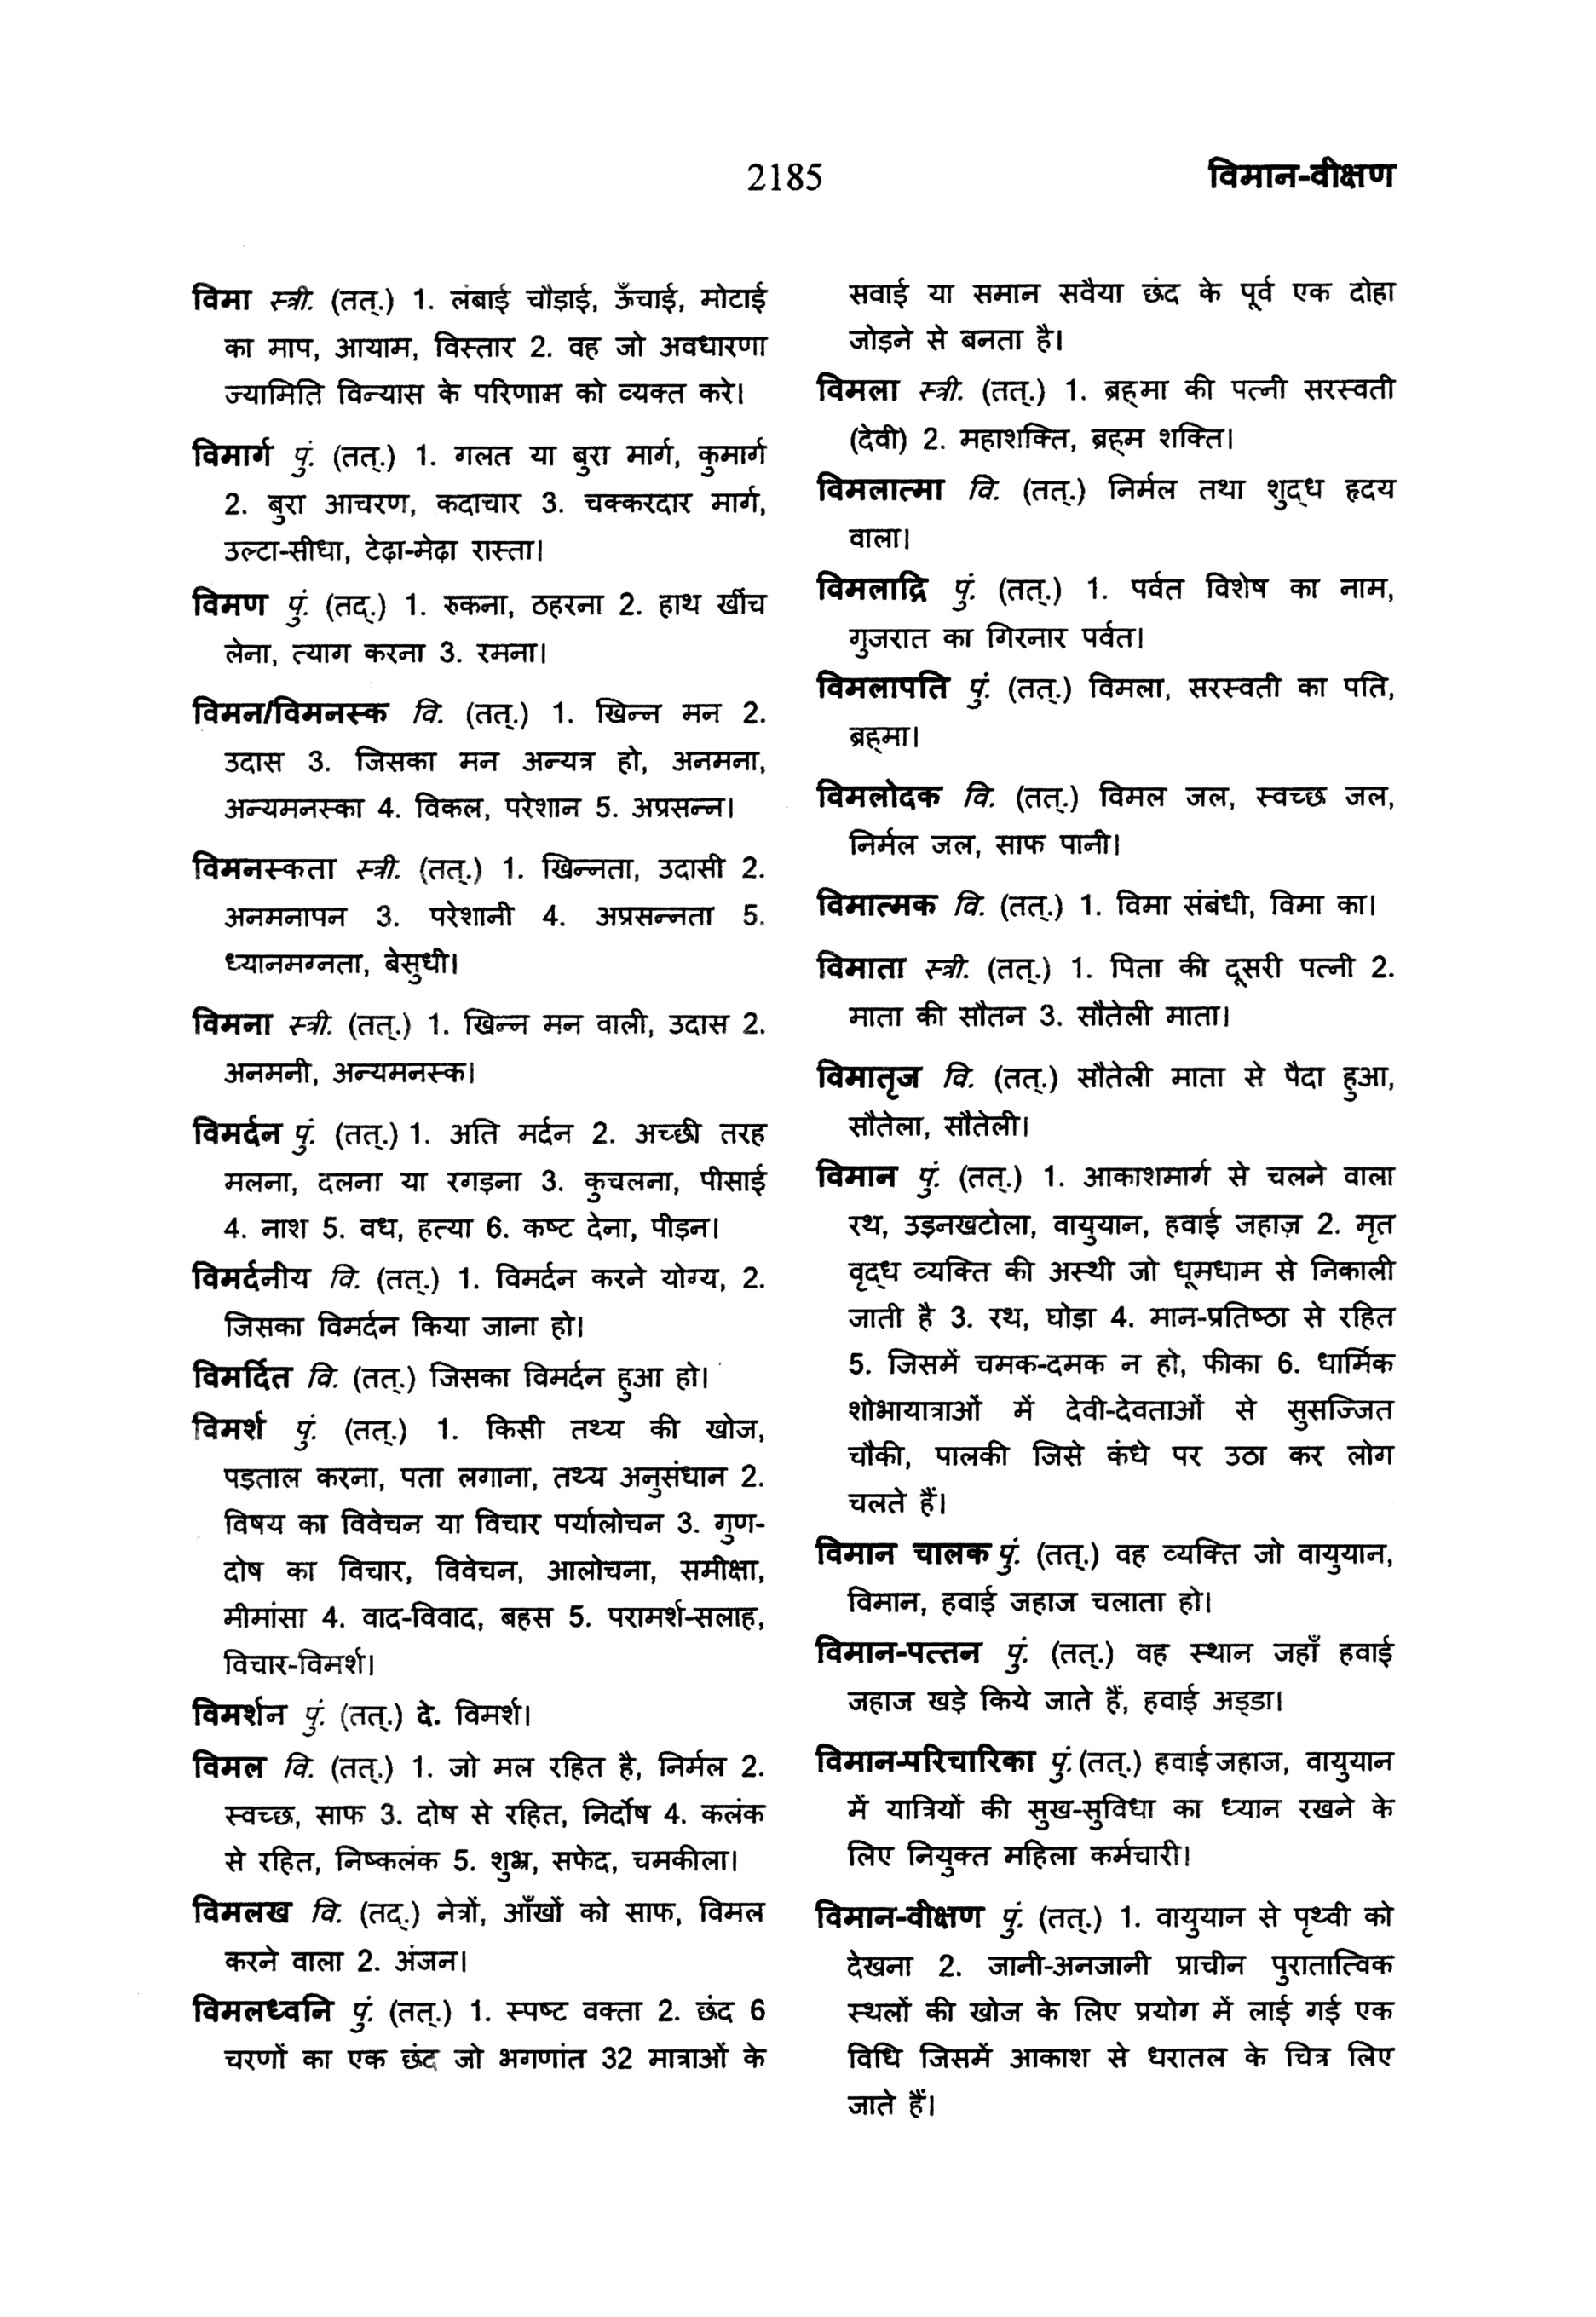 2185
विमान-वीक्षण
विमा स्त्री. (तत्.) 1. लंबाई चौड़ाई, ऊँचाई, मोटाई
का माप, आयाम, विस्तार 2. वह जो अवधारणा
ज्यामिति विन्यास के परिणाम को व्यक्त करे।
विमार्ग पुं. (तत्.) 1. गलत या बुरा मार्ग, कुमार्ग
2. बुरा आचरण, कदाचार 3. चक्करदार मार्ग,
उल्टा-सीधा, टेढ़ा-मेढ़ा रास्ता।
विमण पुं. (तद्.) 1. रुकना, ठहरना 2. हाथ खींच
लेना, त्याग करना 3. रमना।
विमन/विमनस्क वि. (तत्.) 1. खिन्न मन 2.
उदास 3. जिसका मन अन्यत्र हो, अनमना,
अन्यमनस्का 4. विकल, परेशान 5. अप्रसन्न।
विमनस्कता स्त्री. (तत्.) 1. खिन्नता, उदासी 2.
अनमनापन 3. परेशानी 4. अप्रसन्नता 5.
ध्यानमग्नता, बेसुधी।
विमना स्त्री. (तत्.) 1. खिन्न मन वाली, उदास 2.
अनमनी, अन्यमनस्क।
विमर्दन पुं. (तत्.) 1. अति मर्दन 2. अच्छी तरह
मलना, दलना या रगड़ना 3. कुचलना, पीसाई
4. नाश 5. वध, हत्या 6. कष्ट देना, पीड़न।
विमर्दनीय वि. (तत्.) 1. विमर्दन करने योग्य, 2.
जिसका विमर्दन किया जाना हो।
विमर्दित वि. (तत्.) जिसका विमर्दन हुआ हो।
विमर्श पुं. (तत्.) 1. किसी तथ्य की खोज,
पड़ताल करना, पता लगाना, तथ्य अनुसंधान 2.
विषय का विवेचन या विचार पर्यालोचन 3. गुण-
दोष का विचार, विवेचन, आलोचना, समीक्षा,
मीमांसा 4. वाद-विवाद, बहस 5. परामर्श-सलाह,
विचार-विमर्श।
विमर्शन पुं. (तत्.) दे. विमर्श।
विमल वि. (तत्.) 1. जो मल रहित है, निर्मल 2.
स्वच्छ, साफ 3. दोष से रहित, निर्दोष 4. कलंक
से रहित, निष्कलंक 5. शुभ्र, सफेद, चमकीला।
विमलख वि. (तद्.) नेत्रों, आँखों को साफ, विमल
करने वाला 2. अंजन।
विमलध्वनि पुं. (तत्.) 1. स्पष्ट वक्ता 2. छंद 6
चरणों का एक छंद जो भगणांत 32 मात्राओं के
सवाई या समान सवैया छंद के पूर्व एक दोहा
जोड़ने से बनता है।
विमला स्त्री. (तत्.) 1. ब्रह्मा की पत्नी सरस्वती
(देवी) 2. महाशक्ति, ब्रह्म शक्ति।
विमलात्मा वि. (तत्.) निर्मल तथा शुद्ध हृदय
वाला।
विमलाद्रि पुं. (तत्.) 1. पर्वत विशेष का नाम,
गुजरात का गिरनार पर्वत।
विमलापति पुं. (तत्.) विमला, सरस्वती का पति,
ब्रह्मा।
विमलोदक वि. (तत्.) विमल जल, स्वच्छ जल,
निर्मल जल, साफ पानी।
विमात्मक वि. (तत्.) 1. विमा संबंधी, विमा का।
विमाता स्त्री. (तत्.) 1. पिता की दूसरी पत्नी 2.
माता की सौतन 3. सौतेली माता।
विमातृज वि. (तत्.) सौतेली माता से पैदा हुआ,
सौतेला, सौतेली।
विमान पुं. (तत्.) 1. आकाशमार्ग से चलने वाला
रथ, उड़नखटोला, वायुयान, हवाई जहाज़ 2. मृत
वृद्ध व्यक्ति की अस्थी जो धूमधाम से निकाली
जाती है 3. रथ, घोड़ा 4. मान-प्रतिष्ठा से रहित
5. जिसमें चमक-दमक न हो, फीका 6. धार्मिक
शोभायात्राओं में देवी-देवताओं से सुसज्जित
चौकी, पालकी जिसे कंधे पर उठा कर लोग
चलते हैं।
विमान चालक पुं. (तत्.) वह व्यक्ति जो वायुयान,
विमान, हवाई जहाज चलाता हो।
विमान-पत्तन पुं. (तत्.) वह स्थान जहाँ हवाई
जहाज खड़े किये जाते हैं, हवाई अड्डा।
विमान-परिचारिका पुं. (तत्.) हवाई जहाज, वायुयान
में यात्रियों की सुख-सुविधा का ध्यान रखने के
लिए नियुक्त महिला कर्मचारी।
विमान-वीक्षण पुं. (तत्.) 1. वायुयान से पृथ्वी को
देखना 2. जानी-अनजानी प्राचीन पुरातात्विक
स्थलों की खोज के लिए प्रयोग में लाई गई एक
विधि जिसमें आकाश से धरातल के चित्र लिए
जाते हैं।